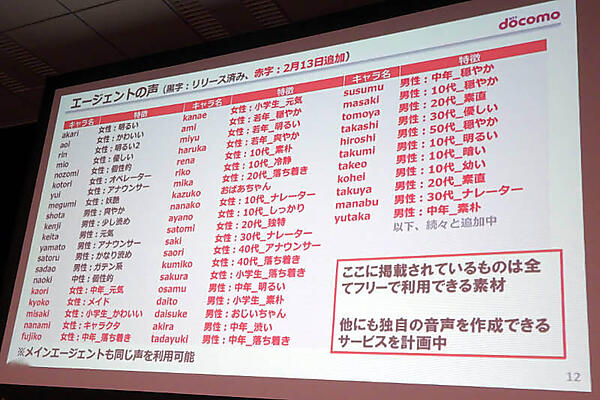 döcomo
12
エージェントの声（黒字：リリース済み、赤字：2月13日追加）
キャラ名 特徴
akari 女性：明るい
aoi 女性：かわいい
rin 女性：明るい2
mio 女性：優しい
nozomi 女性：個性的
kotori 女性：オペレーター
yui 女性：アナウンサー
megumi 女性：妖艶
shota 男性：爽やか
kenji 男性：少し渋め
keita 男性：元気
yamato 男性：アナウンサー
satoru 男性：かなり渋め
sadao 男性：ガテン系
naoki 中性：個性的
kaori 女性：中年_元気
kyoko 女性：メイド
misaki 女性：小学生_かわいい
nanami 女性：キャラクタ
fujiko 女性：中年_落ち着き
キャラ名 特徴
kanae 女性：小学生_元気
ami 女性：若年_穏やか
miyu 女性：若年_明るい
haruka 女性：若年_爽やか
rena 女性：10代_素朴
riko 女性：10代_冷静
mika 女性：20代_落ち着き
kazuko おばあちゃん
nanako 女性：10代_ナレーター
ayano 女性：10代_しっかり
satomi 女性：20代_独特
saki 女性：30代_ナレーター
saori 女性：40代_アナウンサー
kumiko 女性：40代_落ち着き
sakura 女性：小学生_落ち着き
osamu 男性：中年_明るい
daito 男性：小学生_素朴
daisuke 男性：おじいちゃん
akira 男性：中年_渋い
tadayuki 男性：中年_落ち着き
キャラ名 特徴
susumu 男性：中年_穏やか
masaki 男性：10代_穏やか
tomoya 男性：20代_素直
takashi 男性：30代_優しい
hiroshi 男性：50代_穏やか
takumi 男性：10代_明るい
takeo 男性：10代_暗い
kohei 男性：10代_幼い
takuya 男性：20代_素直
manabu 男性：30代_ナレーター
yutaka 男性：中年_素朴
以下、続々と追加中
ここに掲載されているものは全
てフリーで利用できる素材
他にも独自の音声を作成できる
サービスを計画中
※メインエージェントも同じ声を利用可能